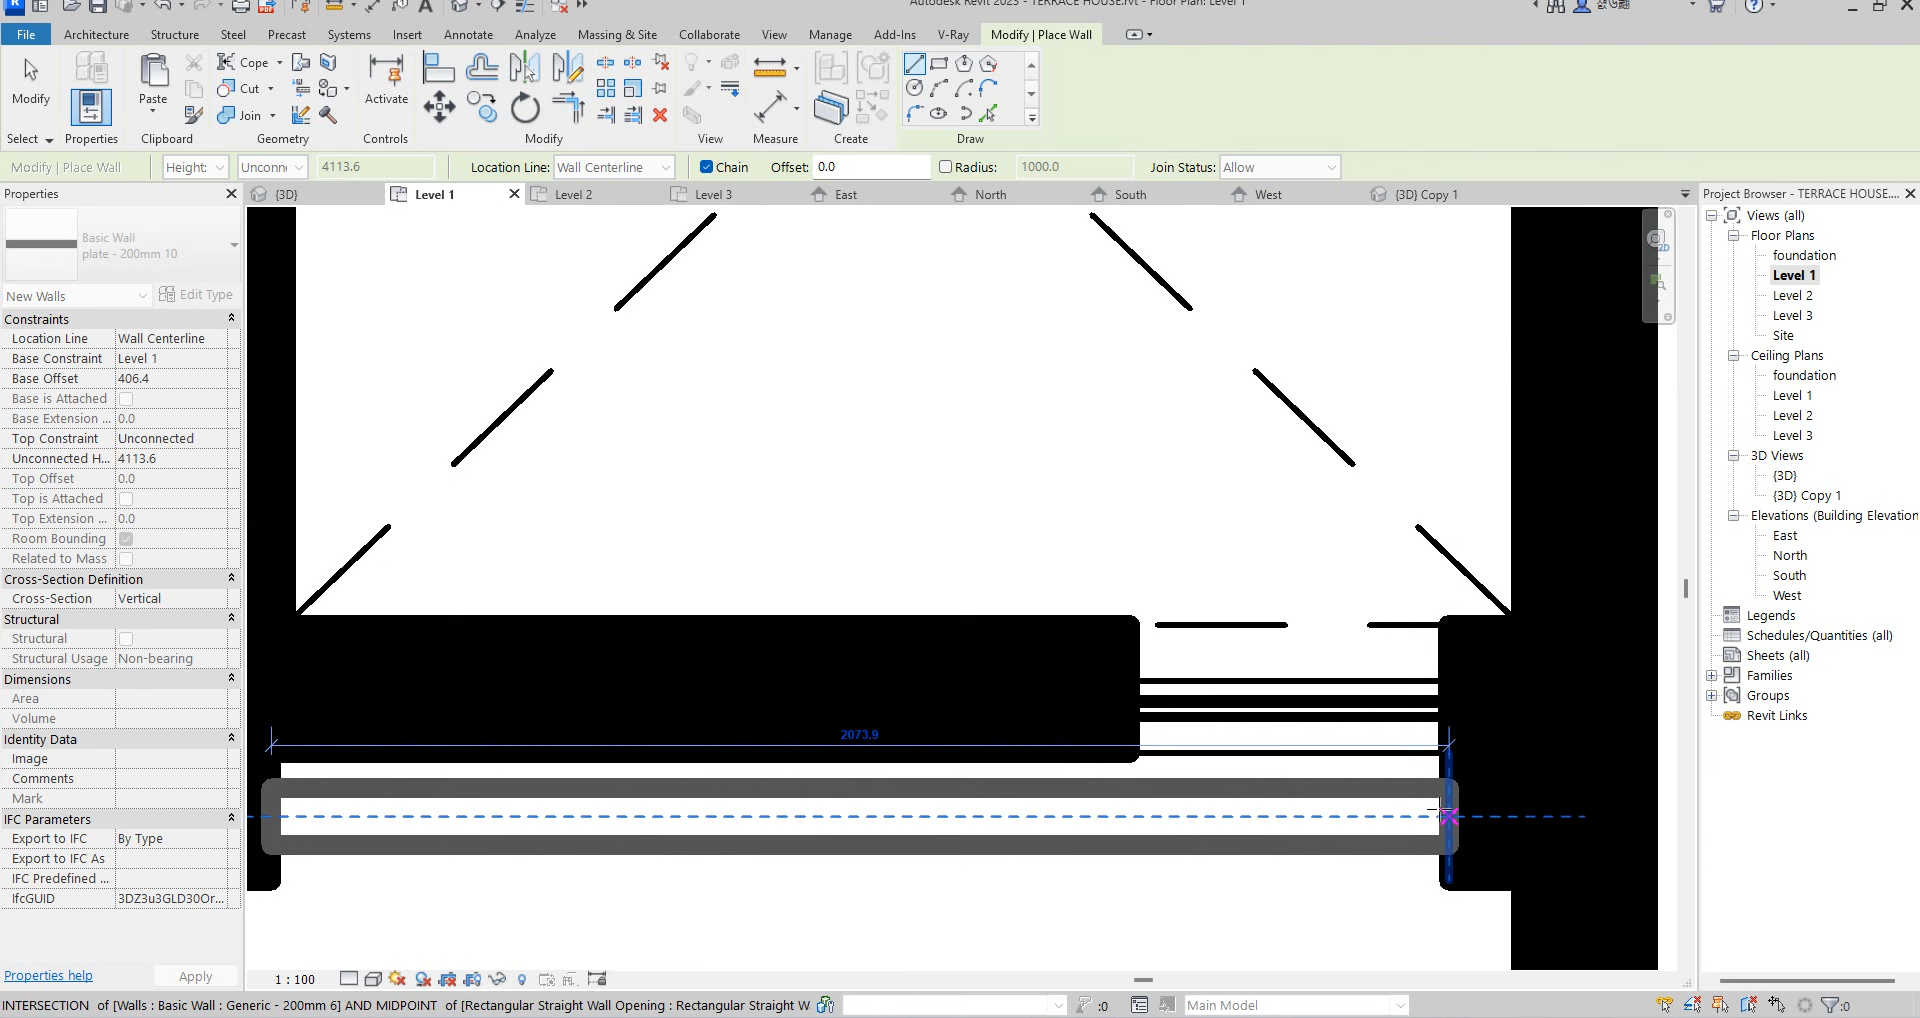 Autodesk Revit 2023 - TERRACE HOUSE.rvt - Floor Plan: Level 1
File Architecture Structure Steel Precast Systems Insert Annotate Analyze Massing & Site Collaborate View Manage Add-Ins V-Ray Modify | Place Wall
Modify Paste Cope Cut Join Activate
Select Properties Clipboard Geometry Controls Modify View Measure Create Draw
Modify | Place Wall Height: Unconn 4113.6 Location Line: Wall Centerline Chain Offset: 0.0 Radius: 1000.0 Join Status: Allow
Properties
{3D} Level 1 Level 2 Level 3 East North South West {3D} Copy 1
Basic Wall
plate - 200mm 10
New Walls Edit Type
Constraints
Location Line Wall Centerline
Base Constraint Level 1
Base Offset 406.4
Base is Attached
Base Extension ... 0.0
Top Constraint Unconnected
Unconnected H... 4113.6
Top Offset 0.0
Top is Attached
Top Extension ... 0.0
Room Bounding
Related to Mass
Cross-Section Definition
Cross-Section Vertical
Structural
Structural
Structural Usage Non-bearing
Dimensions
Area
Volume
Identity Data
Image
Comments
Mark
IFC Parameters
Export to IFC By Type
Export to IFC As
IFC Predefined ...
IfcGUID 3DZ3u3GLD30Or...
Properties help Apply
2073.9
2D
Project Browser - TERRACE HOUSE....
Views (all)
Floor Plans
foundation
Level 1
Level 2
Level 3
Site
Ceiling Plans
foundation
Level 1
Level 2
Level 3
3D Views
{3D}
{3D} Copy 1
Elevations (Building Elevation
East
North
South
West
Legends
Schedules/Quantities (all)
Sheets (all)
Families
Groups
Revit Links
1 : 100
INTERSECTION of [Walls : Basic Wall : Generic - 200mm 6] AND MIDPOINT of [Rectangular Straight Wall Opening : Rectangular Straight W :0 Main Model :0